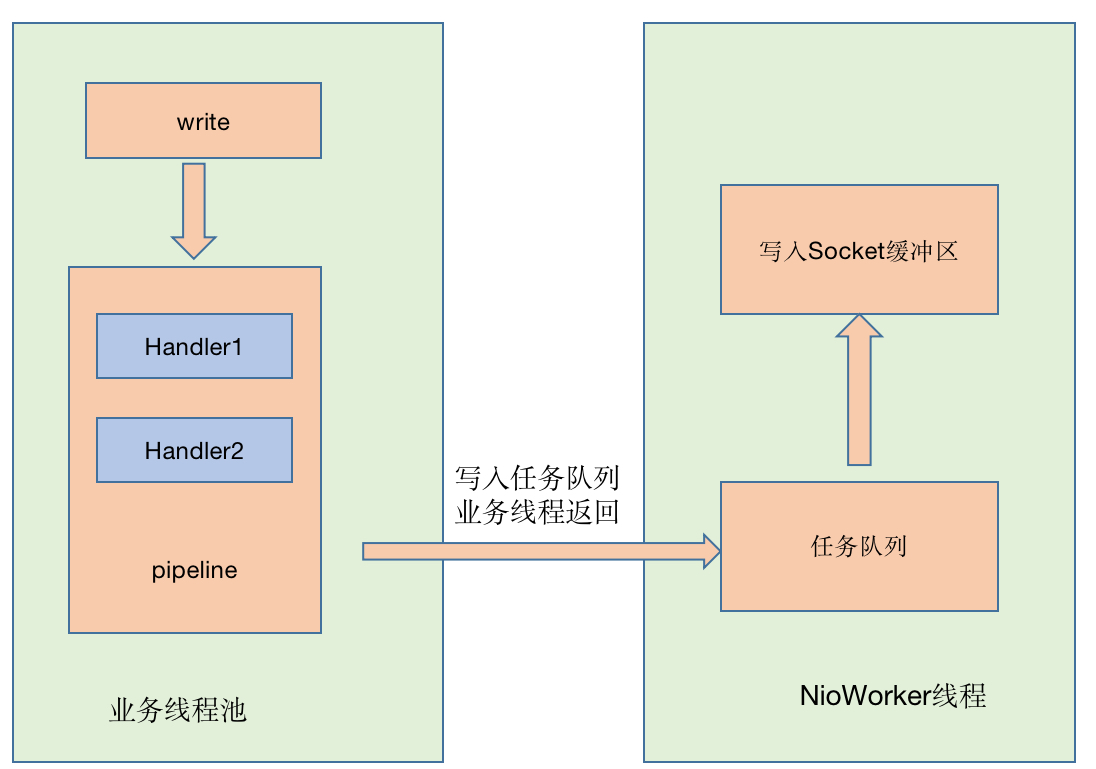 write
Handler1
Handler2
pipeline
业务线程池
写入任务队列
业务线程返回
写入Socket缓冲区
任务队列
NioWorker线程